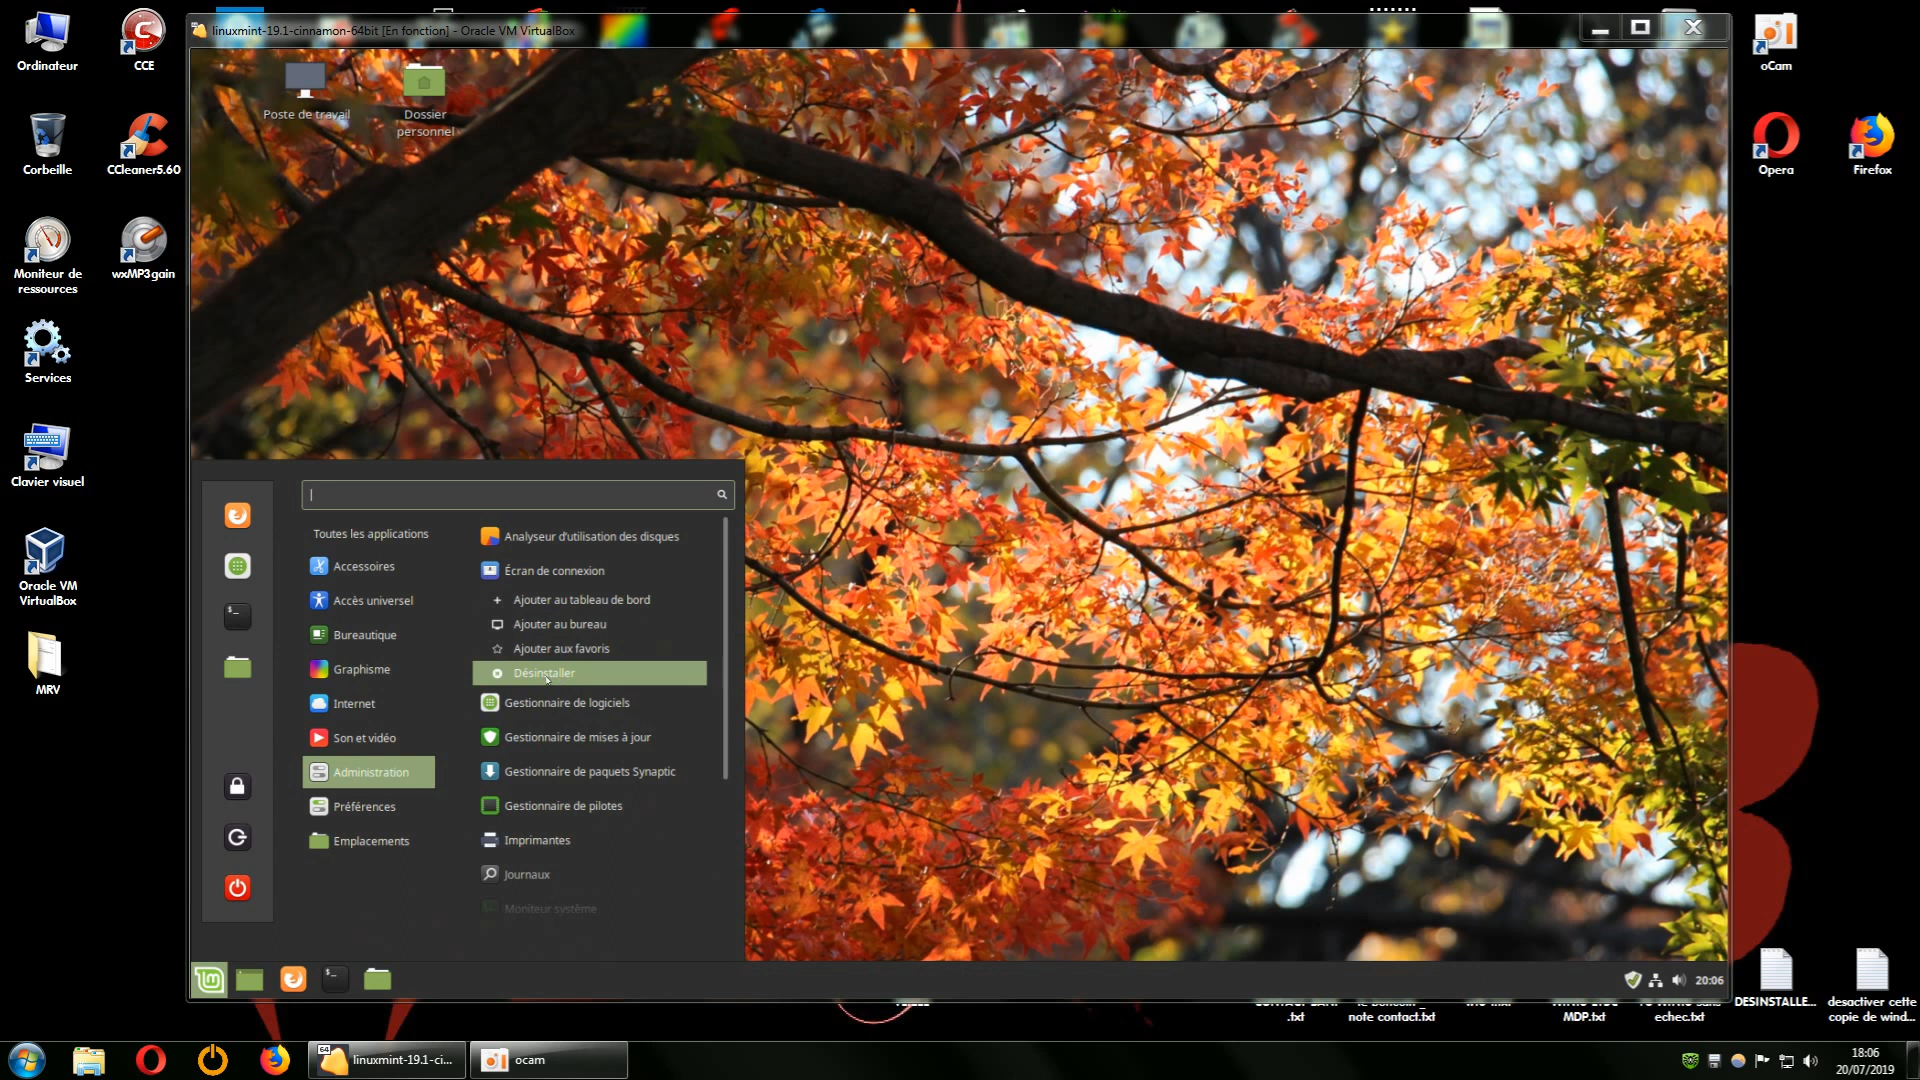 linuxmint-19.1-cinnamon-64bit [En fonction] - Oracle VM VirtualBox
Ordinateur
CCE
oCam
Poste de travail
Dossier
personnel
Corbeille
CCleaner5.60
Opera
Firefox
Moniteur de
ressources
wxMP3gain
Services
Clavier visuel
Oracle VM
VirtualBox
MRV
Toutes les applications
Accessoires
Accès universel
Bureautique
Graphisme
Internet
Son et vidéo
Administration
Préférences
Emplacements
Analyseur d'utilisation des disques
Écran de connexion
Ajouter au tableau de bord
Ajouter au bureau
Ajouter aux favoris
Désinstaller
Gestionnaire de logiciels
Gestionnaire de mises à jour
Gestionnaire de paquets Synaptic
Gestionnaire de pilotes
Imprimantes
Journaux
Moniteur système
20:06
DESINSTALLE...
desactiver cette
copie de wind...
.txt
note contact.txt
MDP.txt
echec.txt
64
linuxmint-19.1-ci...
ocam
18:06
20/07/2019